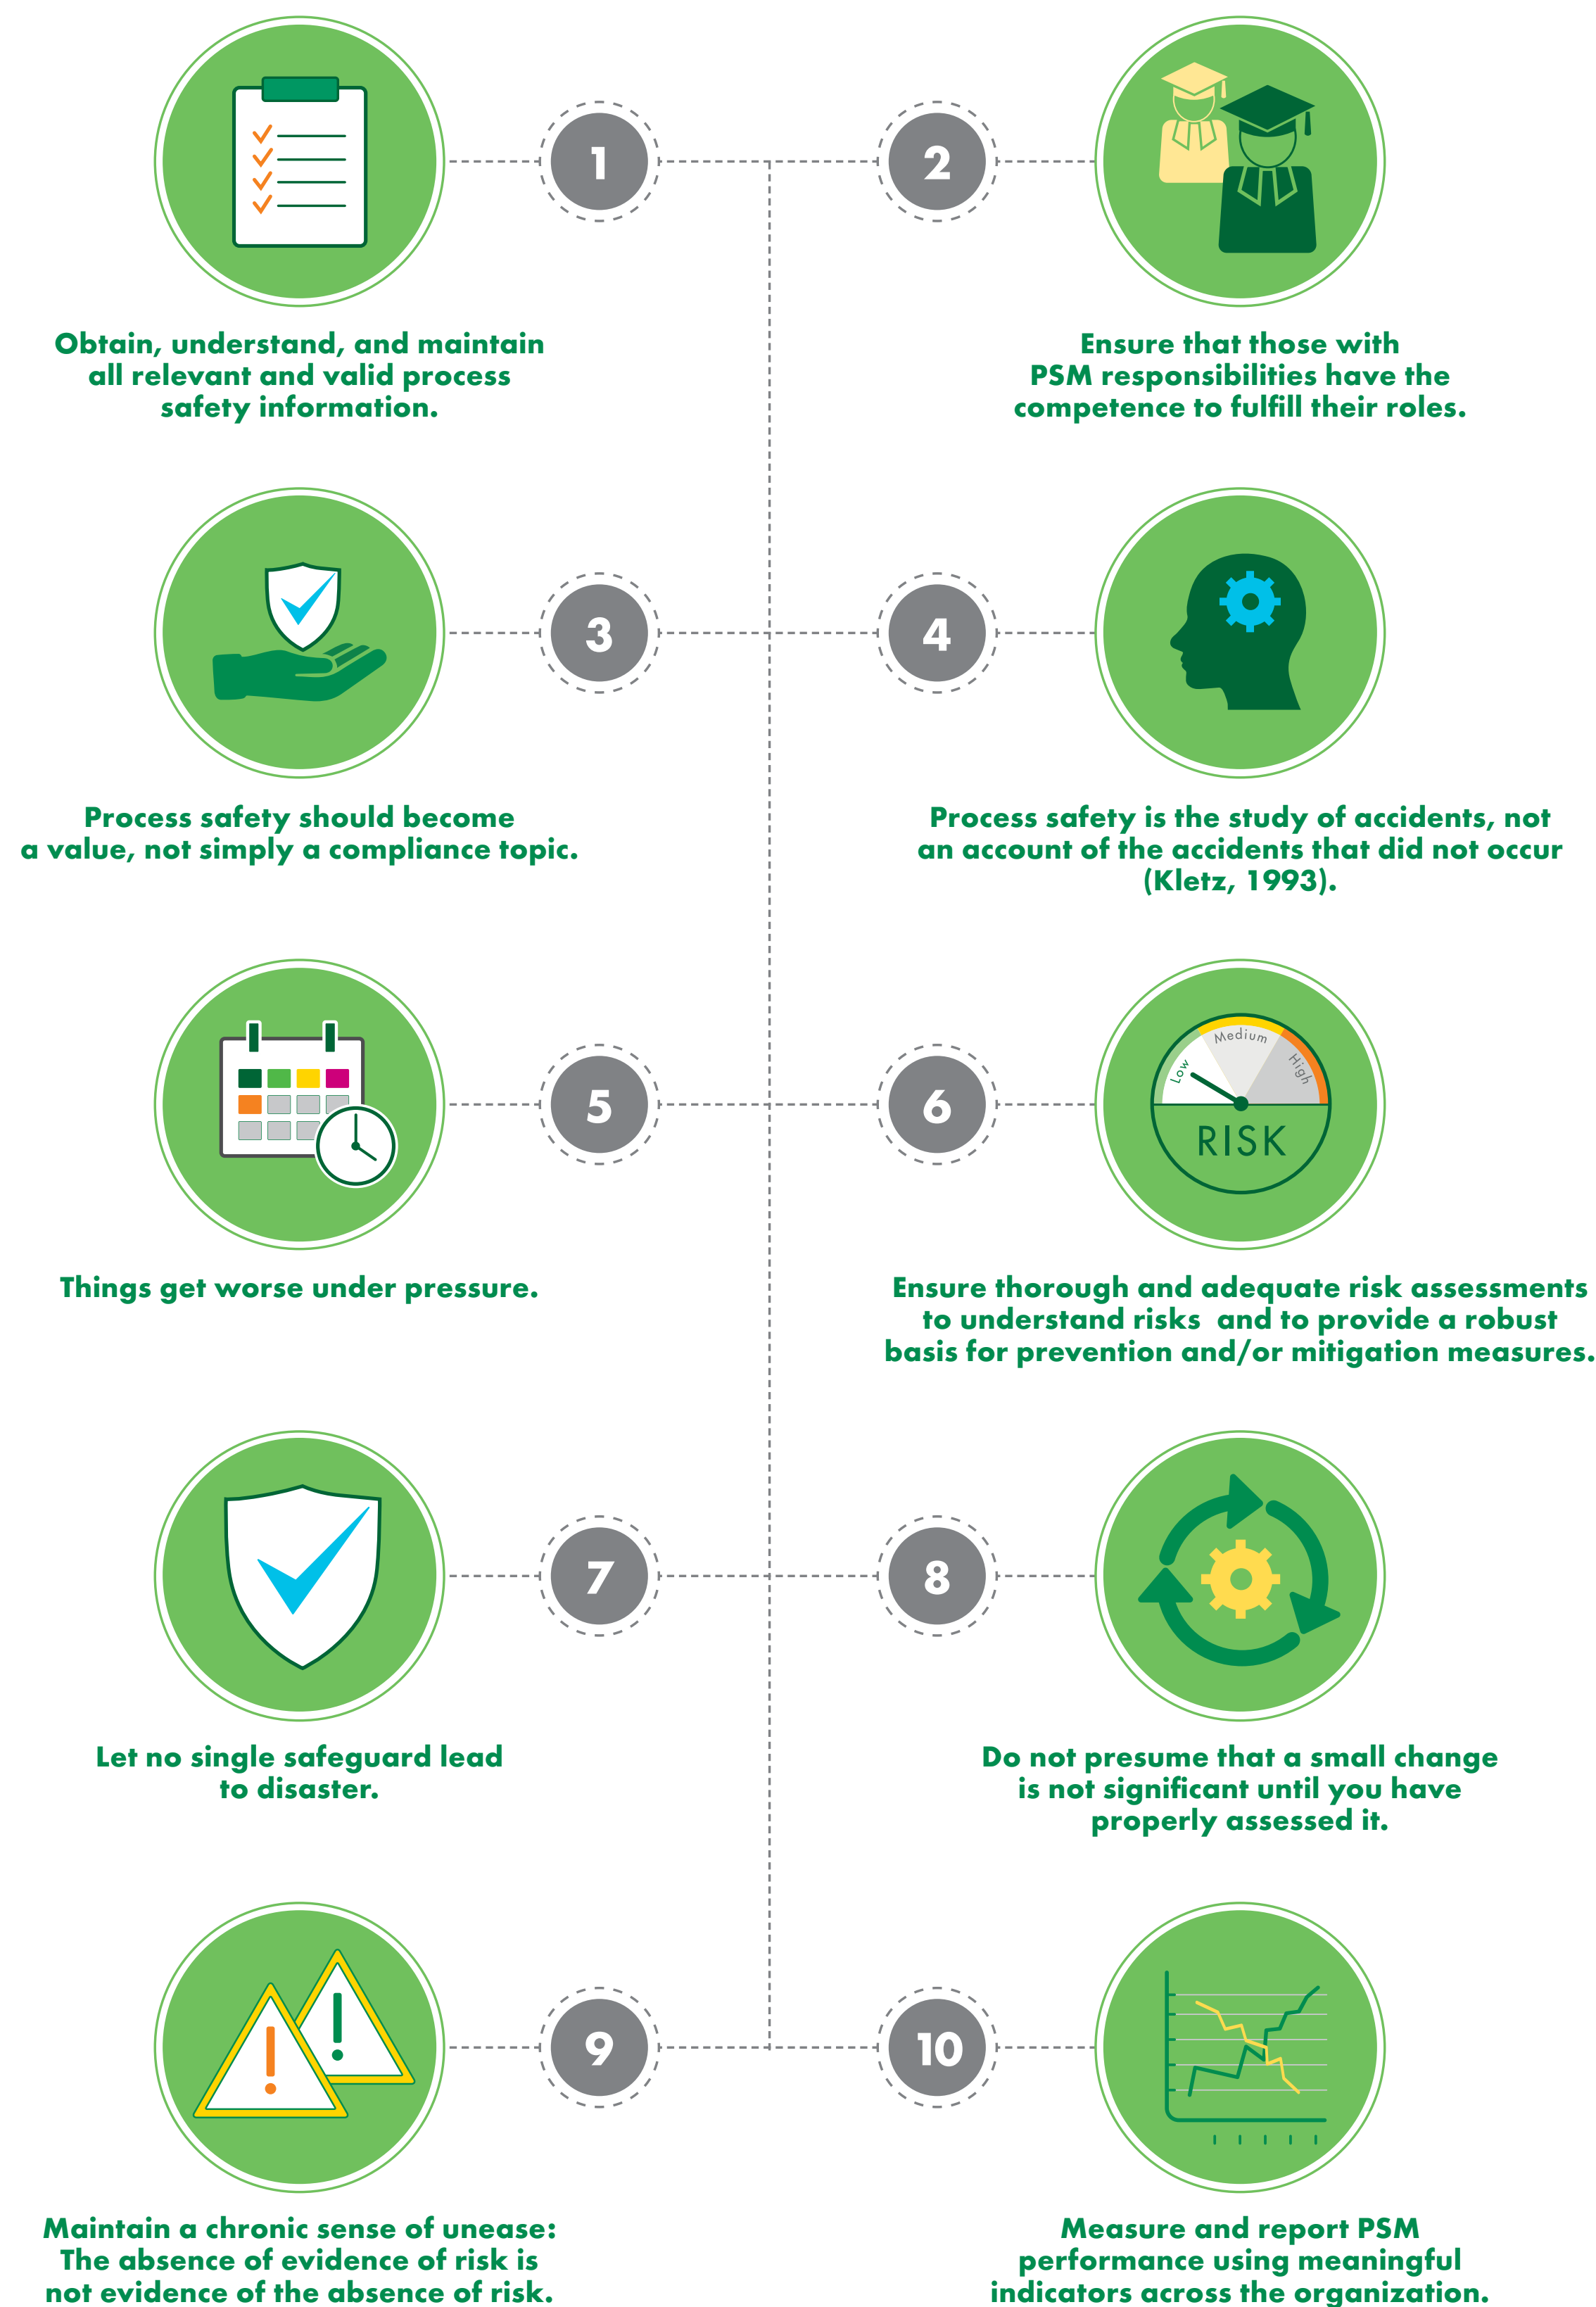 1
2
Obtain, understand, and maintain
all relevant and valid process
safety information.
Ensure that those with
PSM responsibilities have the
competence to fulfill their roles.
3
4
Process safety should become
a value, not simply a compliance topic.
Process safety is the study of accidents, not
an account of the accidents that did not occur
(Kletz, 1993).
5
6
Low
Medium
High
RISK
Things get worse under pressure.
Ensure thorough and adequate risk assessments
to understand risks  and to provide a robust
basis for prevention and/or mitigation measures.
7
8
Let no single safeguard lead
to disaster.
Do not presume that a small change
is not significant until you have
properly assessed it.
9
10
Maintain a chronic sense of unease:
The absence of evidence of risk is
not evidence of the absence of risk.
Measure and report PSM
performance using meaningful
indicators across the organization.